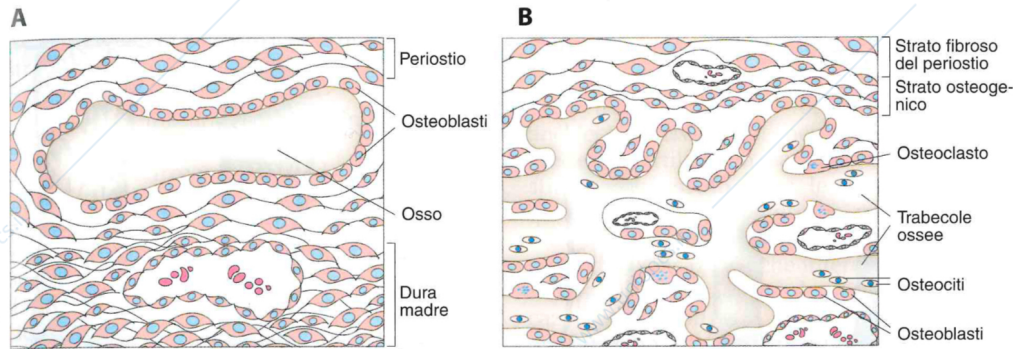 A
Periostio
Osteoblasti
Osso
Dura
madre
B
Strato fibroso
del periostio
Strato osteoge-
nico
Osteoclasto
Trabecole
ossee
Osteociti
Osteoblasti